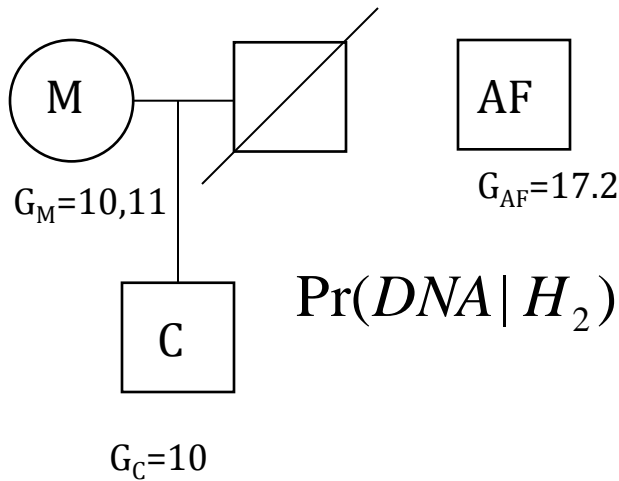 M
AF
G_M=10,11
G_AF=17.2
Pr(DNA | H_2)
C
G_C=10